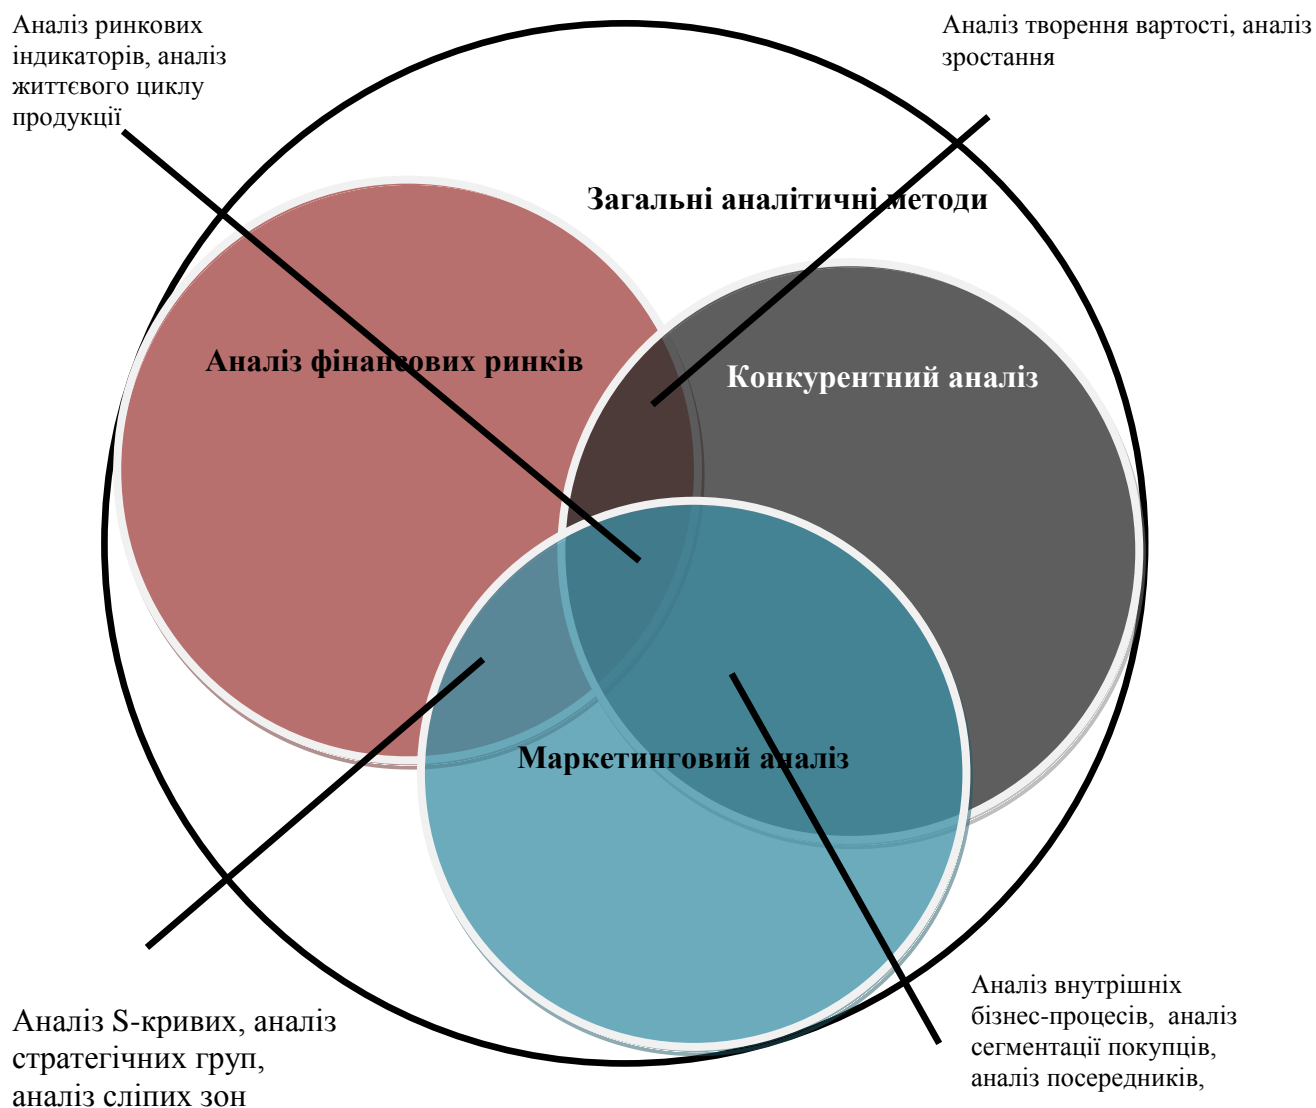 Аналіз ринкових
індикаторів, аналіз
життєвого циклу
продукції
Аналіз творення вартості, аналіз
зростання
Загальні аналітичні методи
Аналіз фінансових ринків
Конкурентний аналіз
Маркетинговий аналіз
Аналіз S-кривих, аналіз
стратегічних груп,
аналіз сліпих зон
Аналіз внутрішніх
бізнес-процесів, аналіз
сегментації покупців,
аналіз посередників,